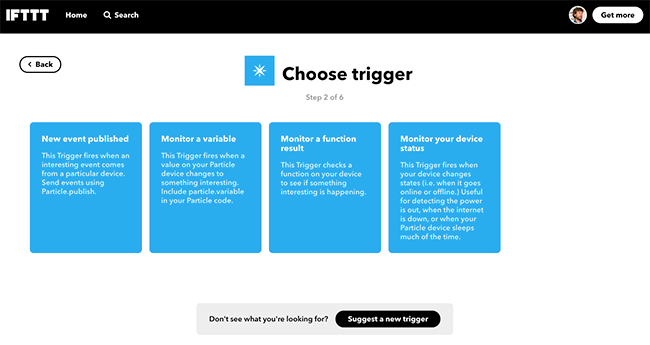 IFTTT Home Search Get more
Back
Choose trigger
Step 2 of 6
New event published
This Trigger fires when an
interesting event comes
from a particular device.
Send events using
Particle.publish.
Monitor a variable
This Trigger fires when a
value on your Particle
device changes to
something interesting.
Include particle.variable
in your Particle code.
Monitor a function
result
This Trigger checks a
function on your device
to see if something
interesting is happening.
Monitor your device
status
This Trigger fires when
your device changes
states (i.e. when it goes
online or offline.) Useful
for detecting the power
is out, when the internet
is down, or when your
Particle device sleeps
much of the time.
Don't see what you're looking for? Suggest a new trigger